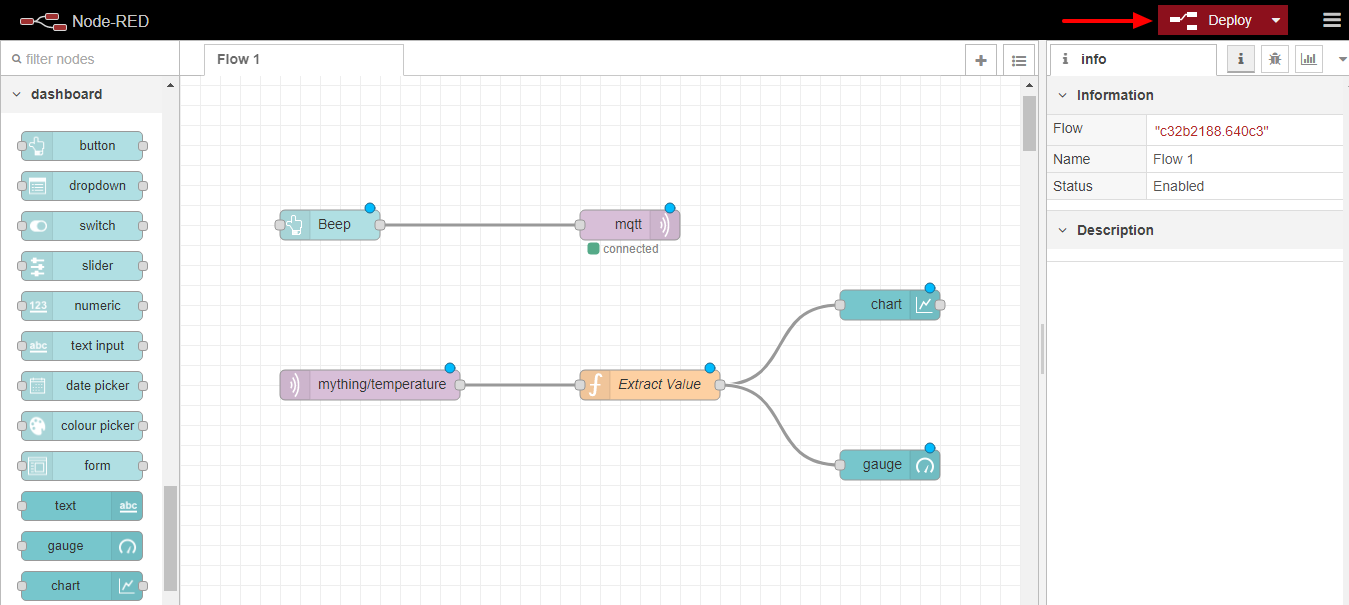 Node-RED
Deploy
filter nodes
Flow 1
info
dashboard
Information
button
Flow "c32b2188.640c3"
dropdown
Name Flow 1
Status Enabled
switch
Beep
mqtt
connected
Description
slider
123 numeric
chart
abc text input
date picker
mything/temperature
Extract Value
colour picker
form
gauge
text abc
gauge
chart